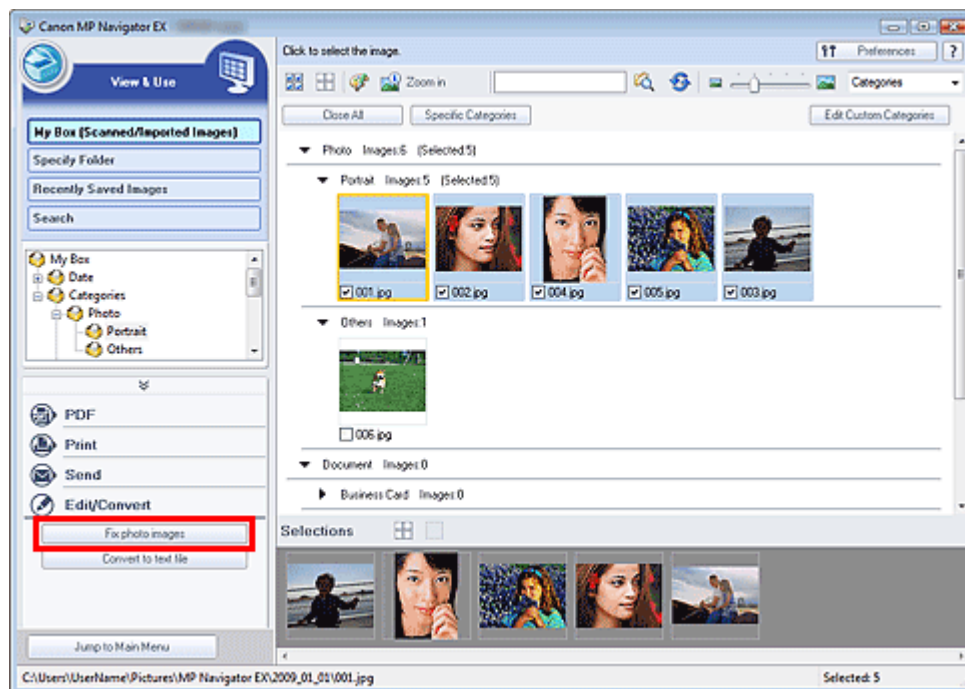 Canon MP Navigator EX
View & Use
My Box (Scanned/Imported Images)
Specify Folder
Recently Saved Images
Search
My Box
Date
Categories
Photo
Portrait
Others
PDF
Print
Send
Edit/Convert
Fix photo images
Convert to text file
Jump to Main Menu
Click to select the image.
Preferences ?
Zoom in
Categories
Close All Specific Categories Edit Custom Categories
Photo Images:6 (Selected:5)
Portrait Images:5 (Selected:5)
001.jpg 002.jpg 004.jpg 005.jpg 003.jpg
Others Images:1
006.jpg
Document Images:0
Business Card Images:0
Selections
C:\Users\UserName\Pictures\MP Navigator EX\2009_01_01\001.jpg Selected: 5